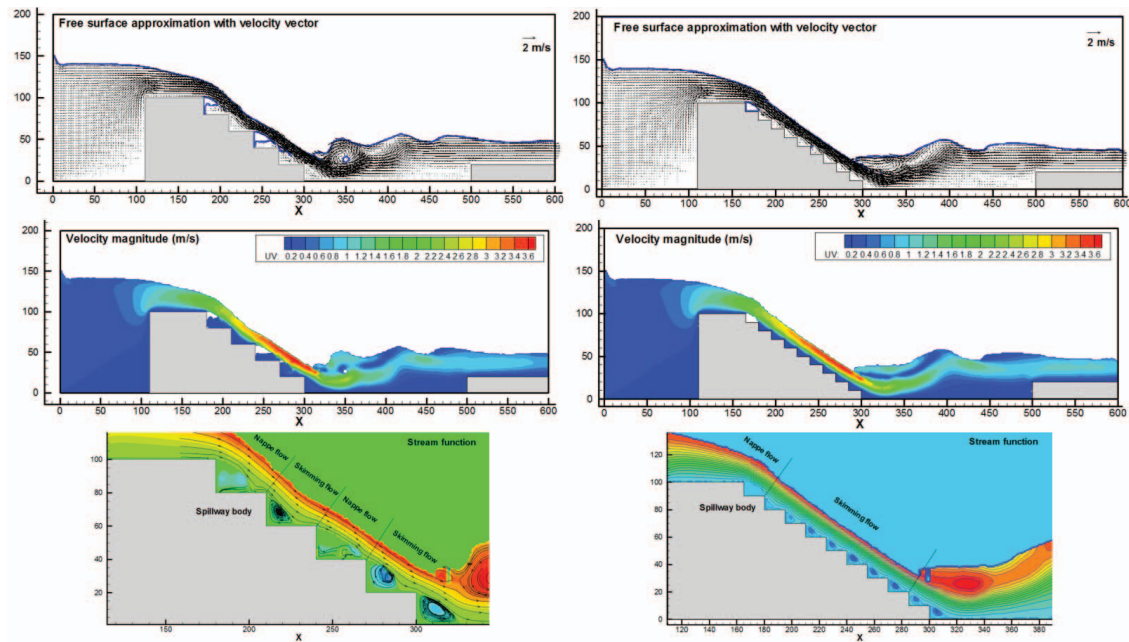 Free surface approximation with velocity vector
2 m/s
200
150
100
50
0
0 50 100 150 200 250 300 350 400 450 500 550 600
X
Free surface approximation with velocity vector
2 m/s
200
150
100
50
0
0 50 100 150 200 250 300 350 400 450 500 550 600
X
Velocity magnitude (m/s)
UV 0.2 0.4 0.6 0.8 1 1.2 1.4 1.6 1.8 2 2.2 2.4 2.6 2.8 3 3.2 3.4 3.6
200
150
100
50
0
0 50 100 150 200 250 300 350 400 450 500 550 600
X
Velocity magnitude (m/s)
UV 0.2 0.4 0.6 0.8 1 1.2 1.4 1.6 1.8 2 2.2 2.4 2.6 2.8 3 3.2 3.4 3.6
200
150
100
50
0
0 50 100 150 200 250 300 350 400 450 500 550 600
X
Stream function
Nappe flow
Skimming flow
Nappe flow
Skimming flow
Spillway body
100
80
60
40
20
150 200 250 300
X
Stream function
Nappe flow
Skimming flow
Spillway body
120
100
80
60
40
20
0
110 120 140 160 180 200 220 240 260 280 300 320 340 360 380
X